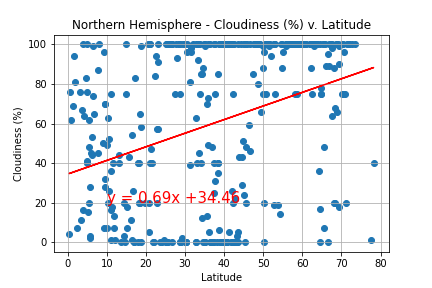 Northern Hemisphere - Cloudiness (%) v. Latitude
100
80
60
40
20
0
Cloudiness (%)
y = 0.69x +34.46
0 10 20 30 40 50 60 70 80
Latitude